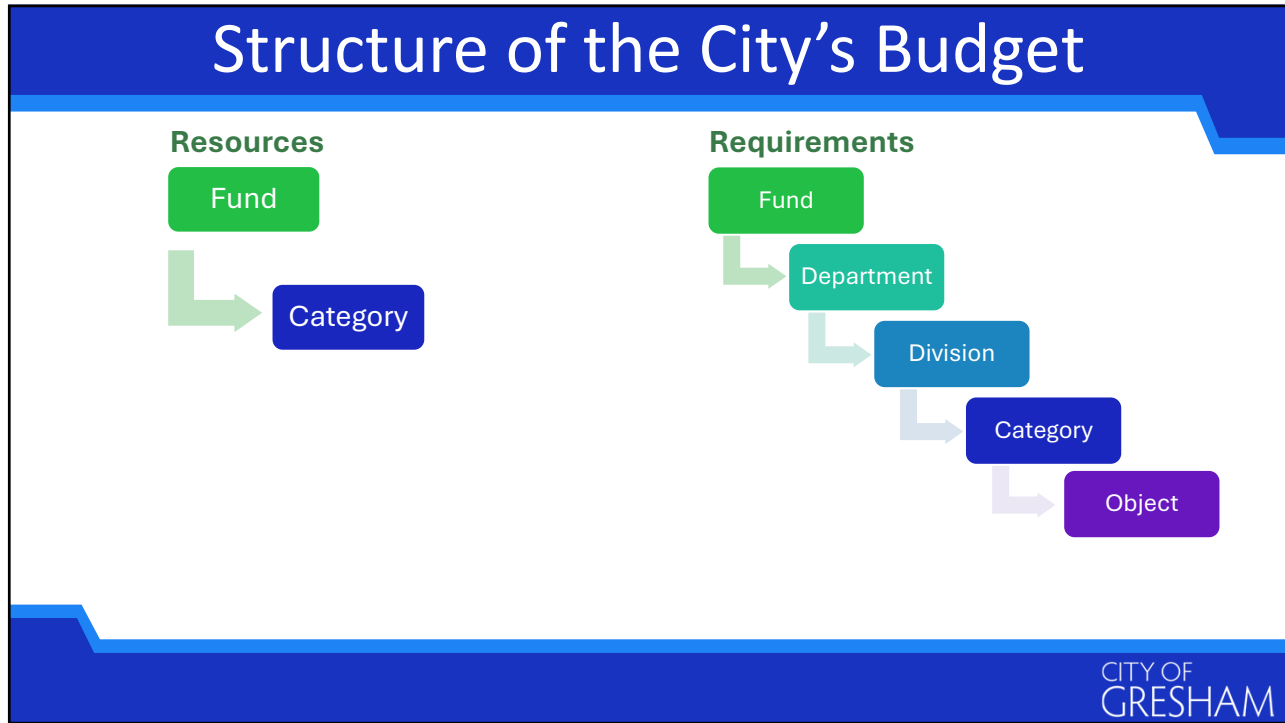 Structure of the City’s Budget
Resources
Fund
Category
Requirements
Fund
Department
Division
Category
Object
CITY OF
GRESHAM